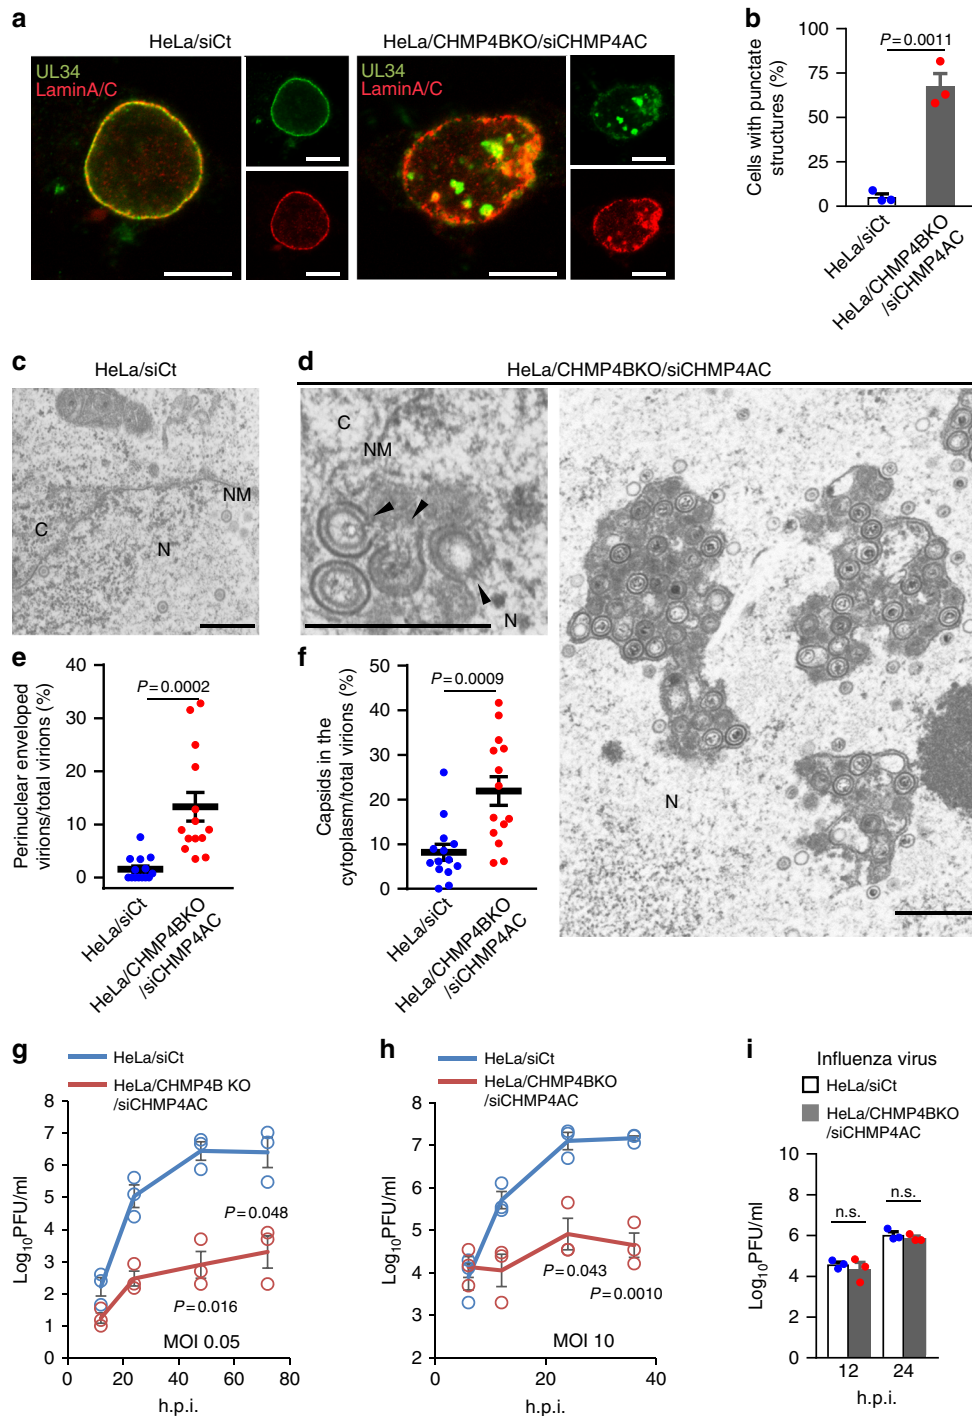 a
HeLa/siCt
HeLa/CHMP4BKO/siCHMP4AC
UL34
LaminA/C
UL34
LaminA/C
b
P=0.0011
Cells with punctate
structures (%)
100
75
50
25
0
HeLa/siCt
HeLa/CHMP4BKO
/siCHMP4AC
c
HeLa/siCt
C
N
NM
d
HeLa/CHMP4BKO/siCHMP4AC
C
NM
N
N
e
Perinuclear enveloped
virions/total virions (%)
P=0.0002
40
30
20
10
0
HeLa/siCt
HeLa/CHMP4BKO
/siCHMP4AC
f
Capsids in the
cytoplasm/total virions (%)
P=0.0009
50
40
30
20
10
0
HeLa/siCt
HeLa/CHMP4BKO
/siCHMP4AC
g
HeLa/siCt
HeLa/CHMP4B KO
/siCHMP4AC
Log10PFU/ml
8
7
6
5
4
3
2
1
0
P=0.048
P=0.016
MOI 0.05
0 20 40 60 80
h.p.i.
h
HeLa/siCt
HeLa/CHMP4BKO
/siCHMP4AC
Log10PFU/ml
8
7
6
5
4
3
2
P=0.043
P=0.0010
MOI 10
0 20 40
h.p.i.
i
Influenza virus
HeLa/siCt
HeLa/CHMP4BKO
/siCHMP4AC
Log10PFU/ml
10
8
6
4
2
0
n.s.
n.s.
12 24
h.p.i.